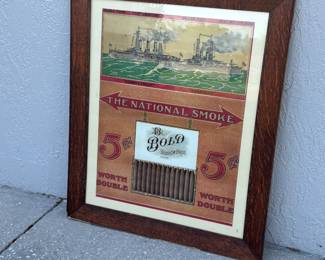 THE NATIONAL SMOKE
5¢
BOLD
5¢
WORTH
DOUBLE
WORTH
DOUBLE